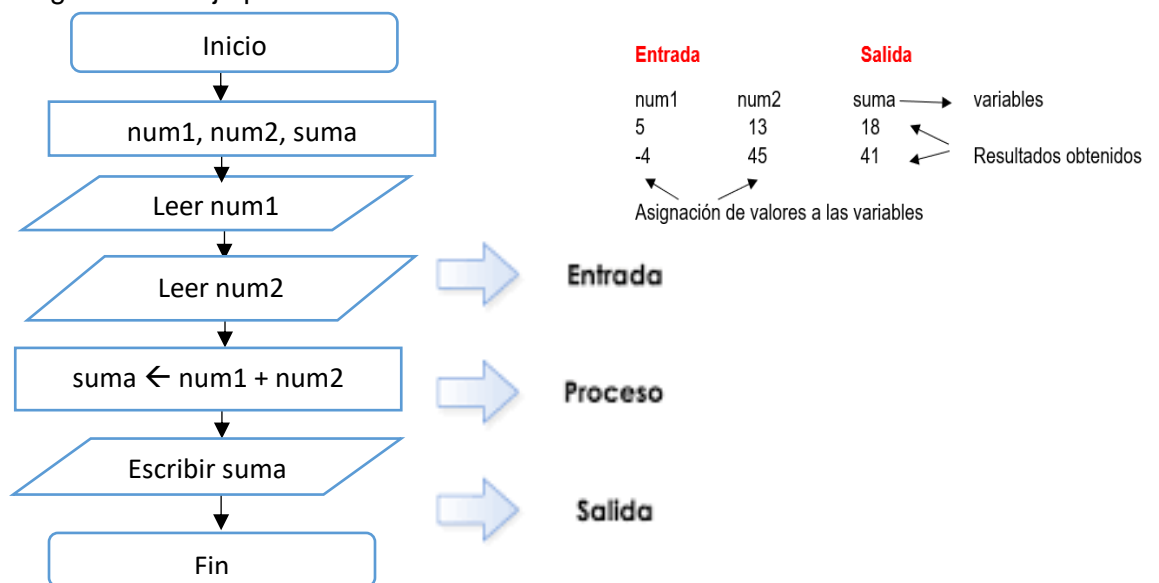 Inicio
num1, num2, suma
Leer num1
Leer num2
suma ← num1 + num2
Escribir suma
Fin
Entrada Salida
num1 num2 suma variables
5 13 18
-4 45 41 Resultados obtenidos
Asignación de valores a las variables
Entrada
Proceso
Salida